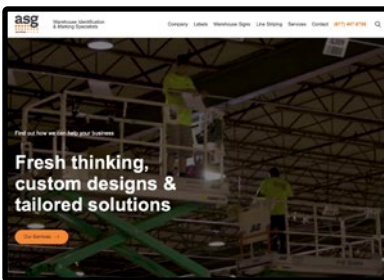 asg
Warehouse Identification
& Marking Specialists
Company Labels Warehouse Signs Line Striping Services Contact
Find out how we can help your business
Fresh thinking,
custom designs &
tailored solutions
Our Services